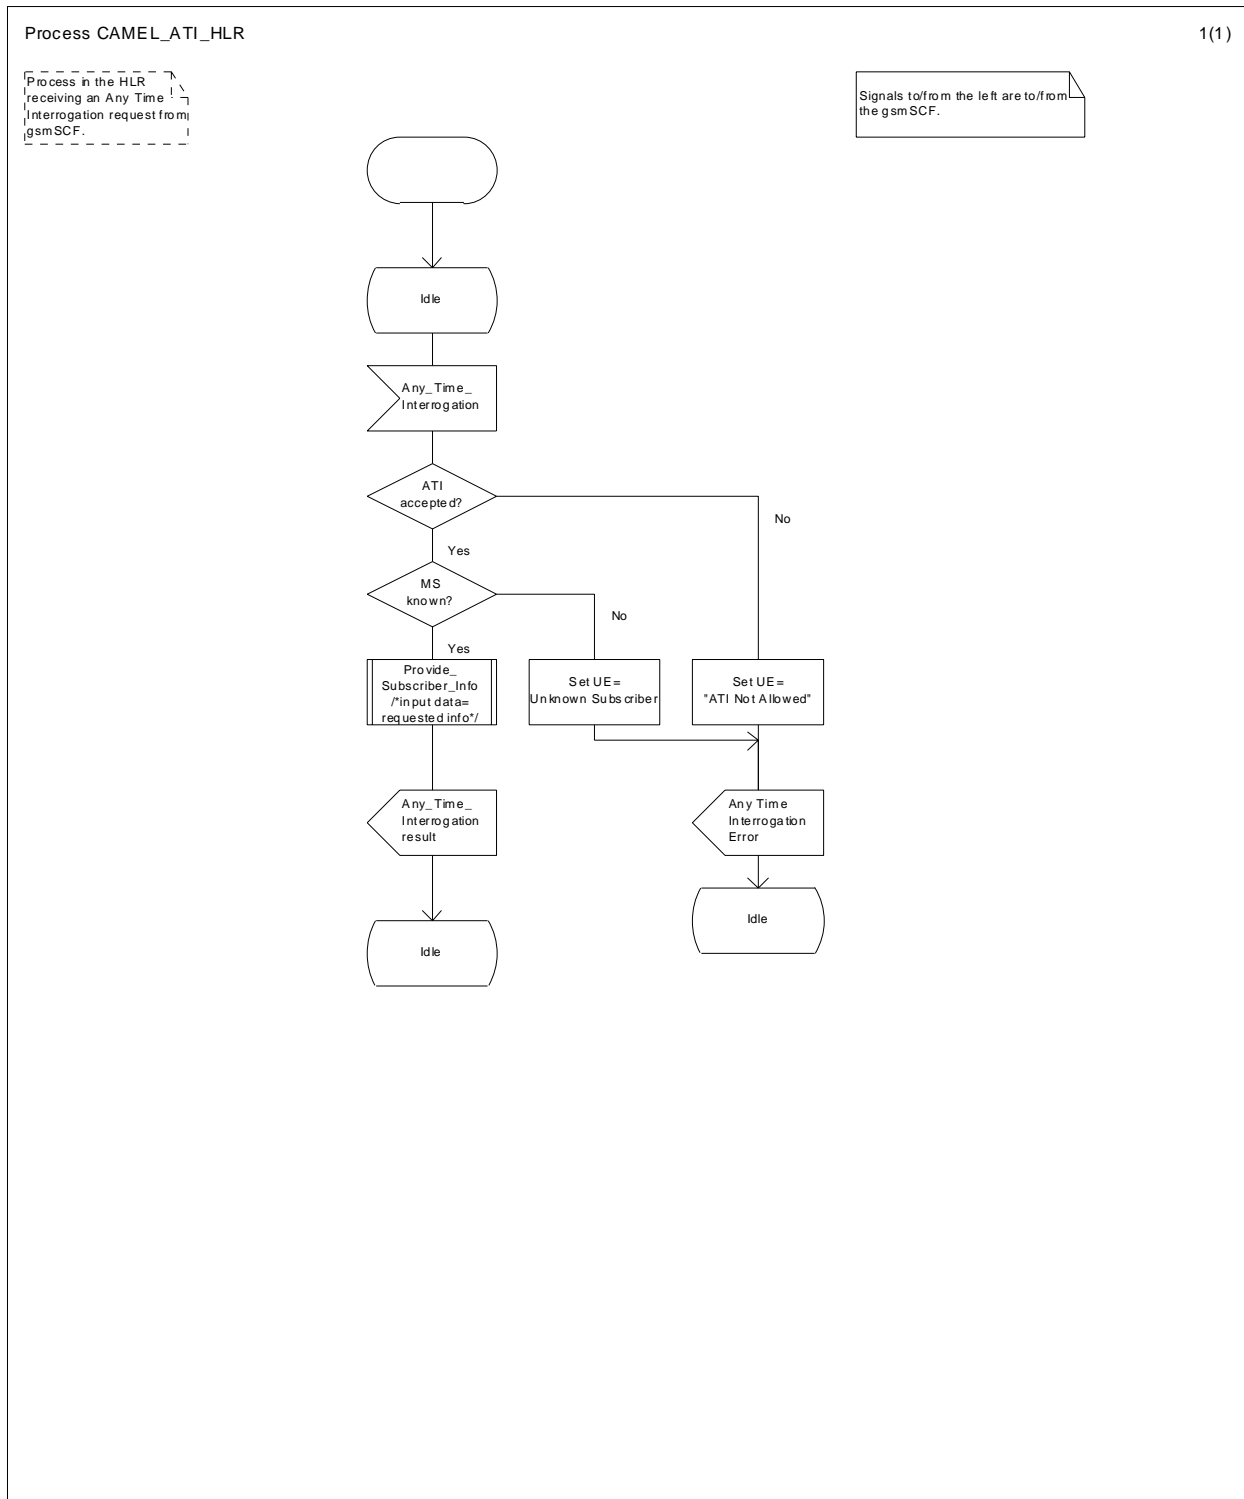 Process CAMEL_ATI_HLR
1(1)
Process in the HLR
receiving an Any Time
Interrogation request from
gsmSCF.
Signals to/from the left are to/from
the gsmSCF.
Idle
Any_Time_
Interrogation
ATI
accepted?
No
Yes
MS
known?
No
Yes
Provide_
Subscriber_Info
/*input data=
requested info*/
Set UE=
Unknown Subscriber
Set UE=
"ATI Not Allowed"
Any_Time_
Interrogation
result
Any Time
Interrogation
Error
Idle
Idle